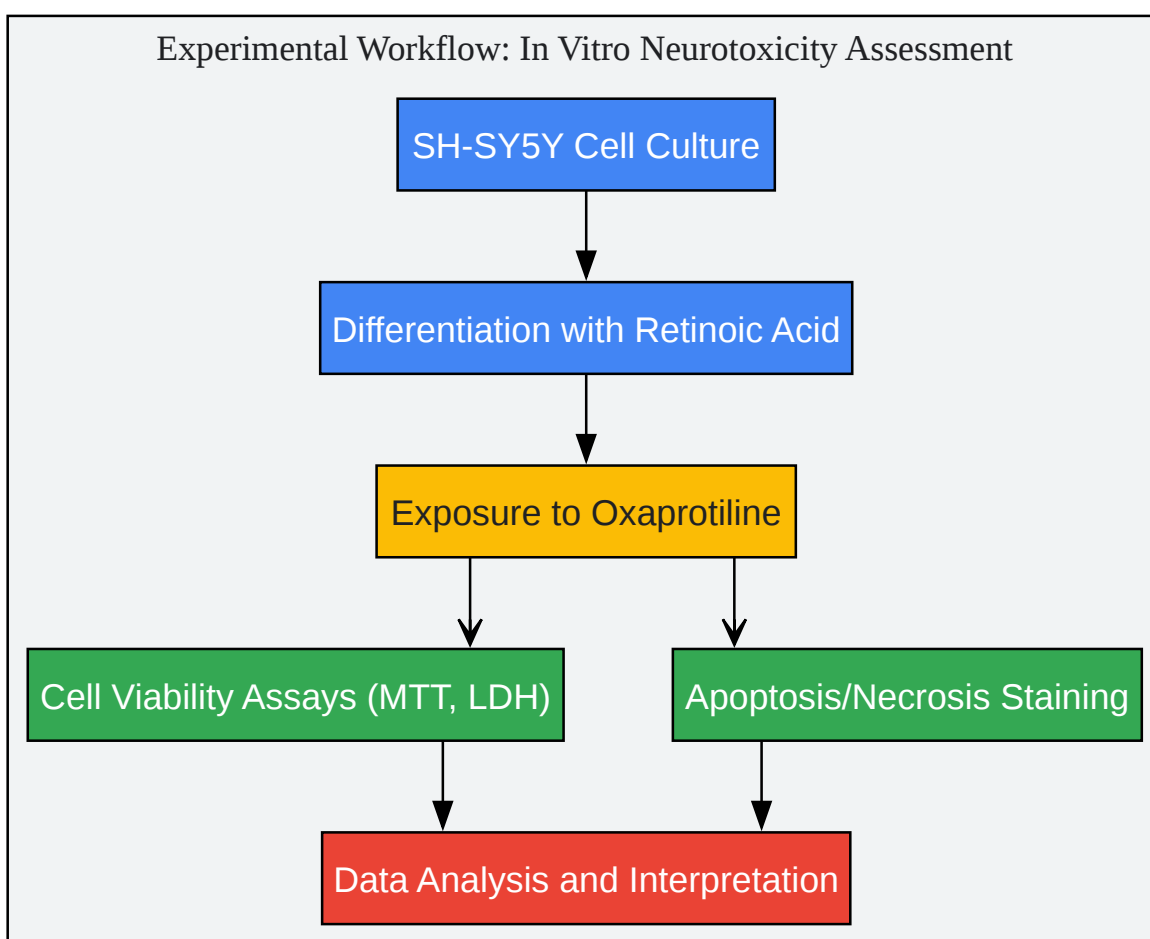 Experimental Workflow: In Vitro Neurotoxicity Assessment
SH-SY5Y Cell Culture
Differentiation with Retinoic Acid
Exposure to Oxaprotiline
Cell Viability Assays (MTT, LDH)
Apoptosis/Necrosis Staining
Data Analysis and Interpretation